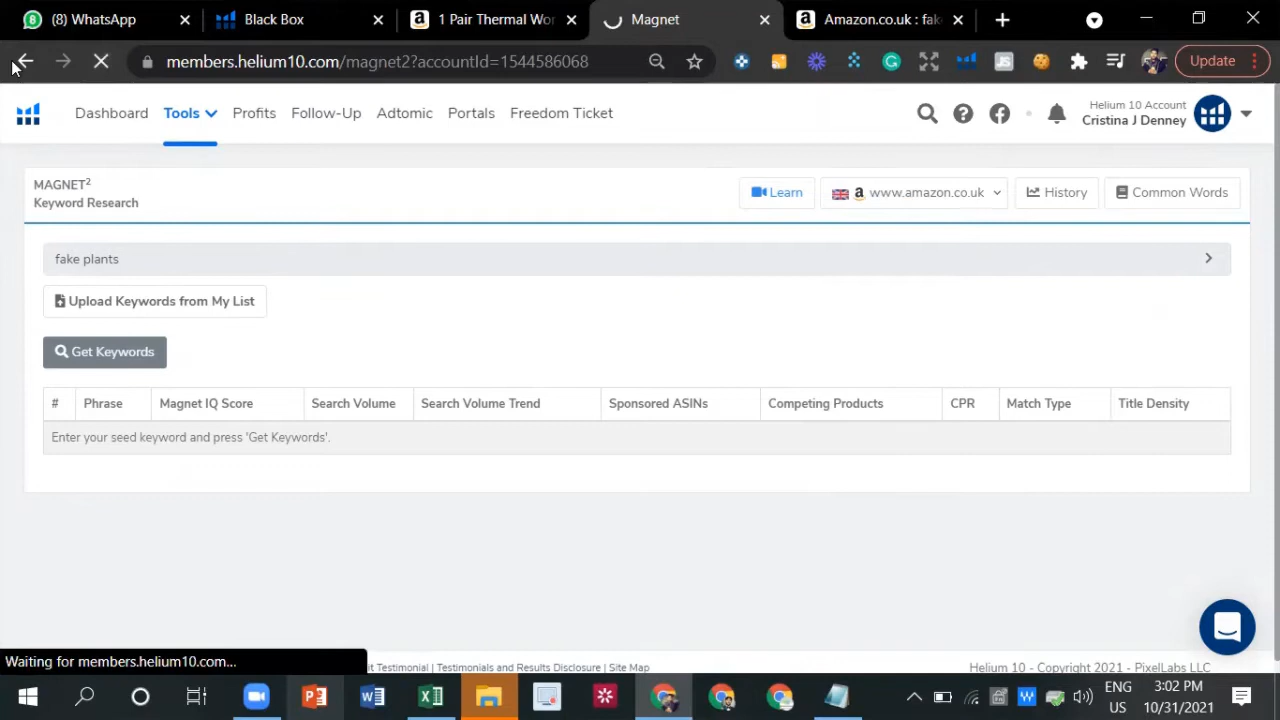 (8) WhatsApp
Black Box
1 Pair Thermal Wor
Magnet
Amazon.co.uk : fak
members.helium10.com/magnet2?accountId=1544586068
Update
Dashboard Tools Profits Follow-Up Adtomic Portals Freedom Ticket
Helium 10 Account
Cristina J Denney
MAGNET²
Keyword Research
Learn
www.amazon.co.uk
History
Common Words
fake plants
Upload Keywords from My List
Get Keywords
# Phrase Magnet IQ Score Search Volume Search Volume Trend Sponsored ASINs Competing Products CPR Match Type Title Density
Enter your seed keyword and press 'Get Keywords'.
Waiting for members.helium10.com...
it Testimonial | Testimonials and Results Disclosure | Site Map
Helium 10 - Copyright 2021 - PixelLabs LLC
ENG
US
3:02 PM
10/31/2021